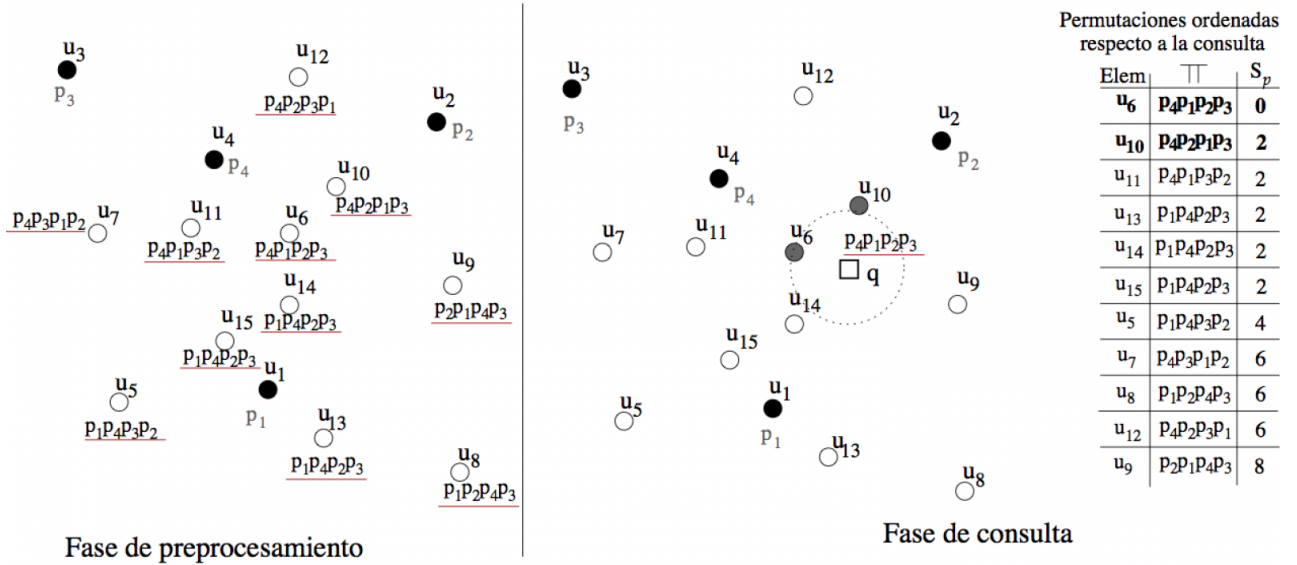 u3
p3
u12
p4p2p3p1
u2
p2
u4
p4
u10
p4p2p1p3
p4p3p1p2 u7
u11
p4p1p3p2
u6
p4p1p2p3
u9
p2p1p4p3
u14
p1p4p2p3
u15
p1p4p2p3
u1
p1
u5
p1p4p3p2
u13
p1p4p2p3
u8
p1p2p4p3
Fase de preprocesamiento
u3
p3
u12
u2
p2
u4
p4
u10
u7
u11
u6
p4p1p2p3
q
u9
u14
u15
u1
p1
u5
u13
u8
Fase de consulta
Permutaciones ordenadas
respecto a la consulta
Elem Π Sp
u6 p4p1p2p3 0
u10 p4p2p1p3 2
u11 p4p1p3p2 2
u13 p1p4p2p3 2
u14 p1p4p2p3 2
u15 p1p4p2p3 2
u5 p1p4p3p2 4
u7 p4p3p1p2 6
u8 p1p2p4p3 6
u12 p4p2p3p1 6
u9 p2p1p4p3 8